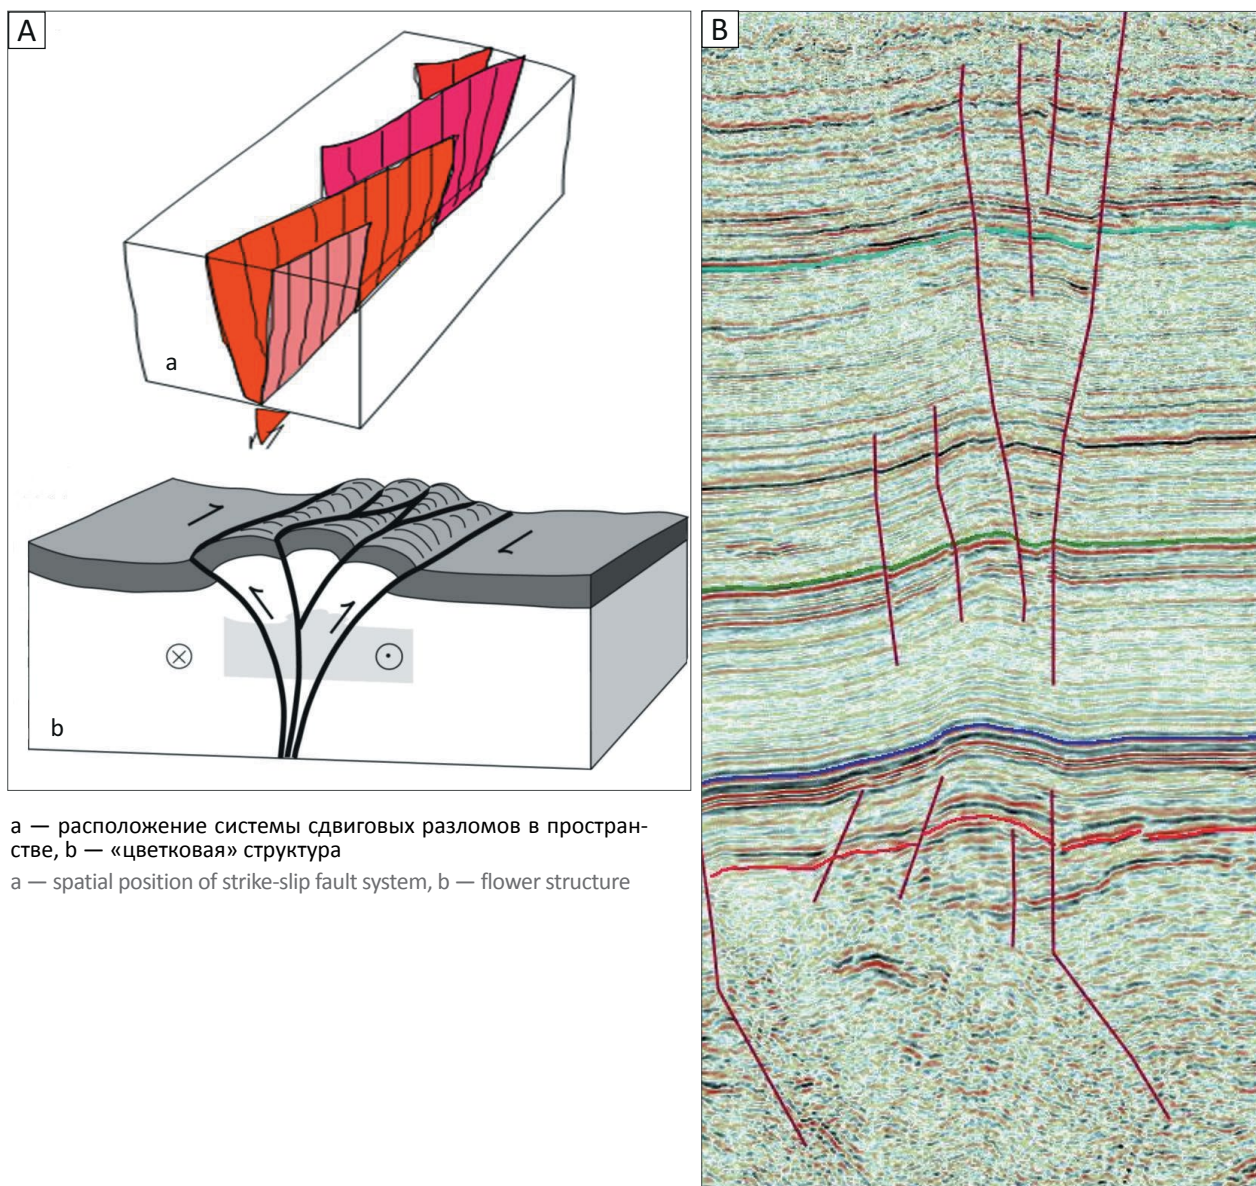 A
B
a
b
a — расположение системы сдвиговых разломов в простран-
стве, b — «цветковая» структура
a — spatial position of strike-slip fault system, b — flower structure